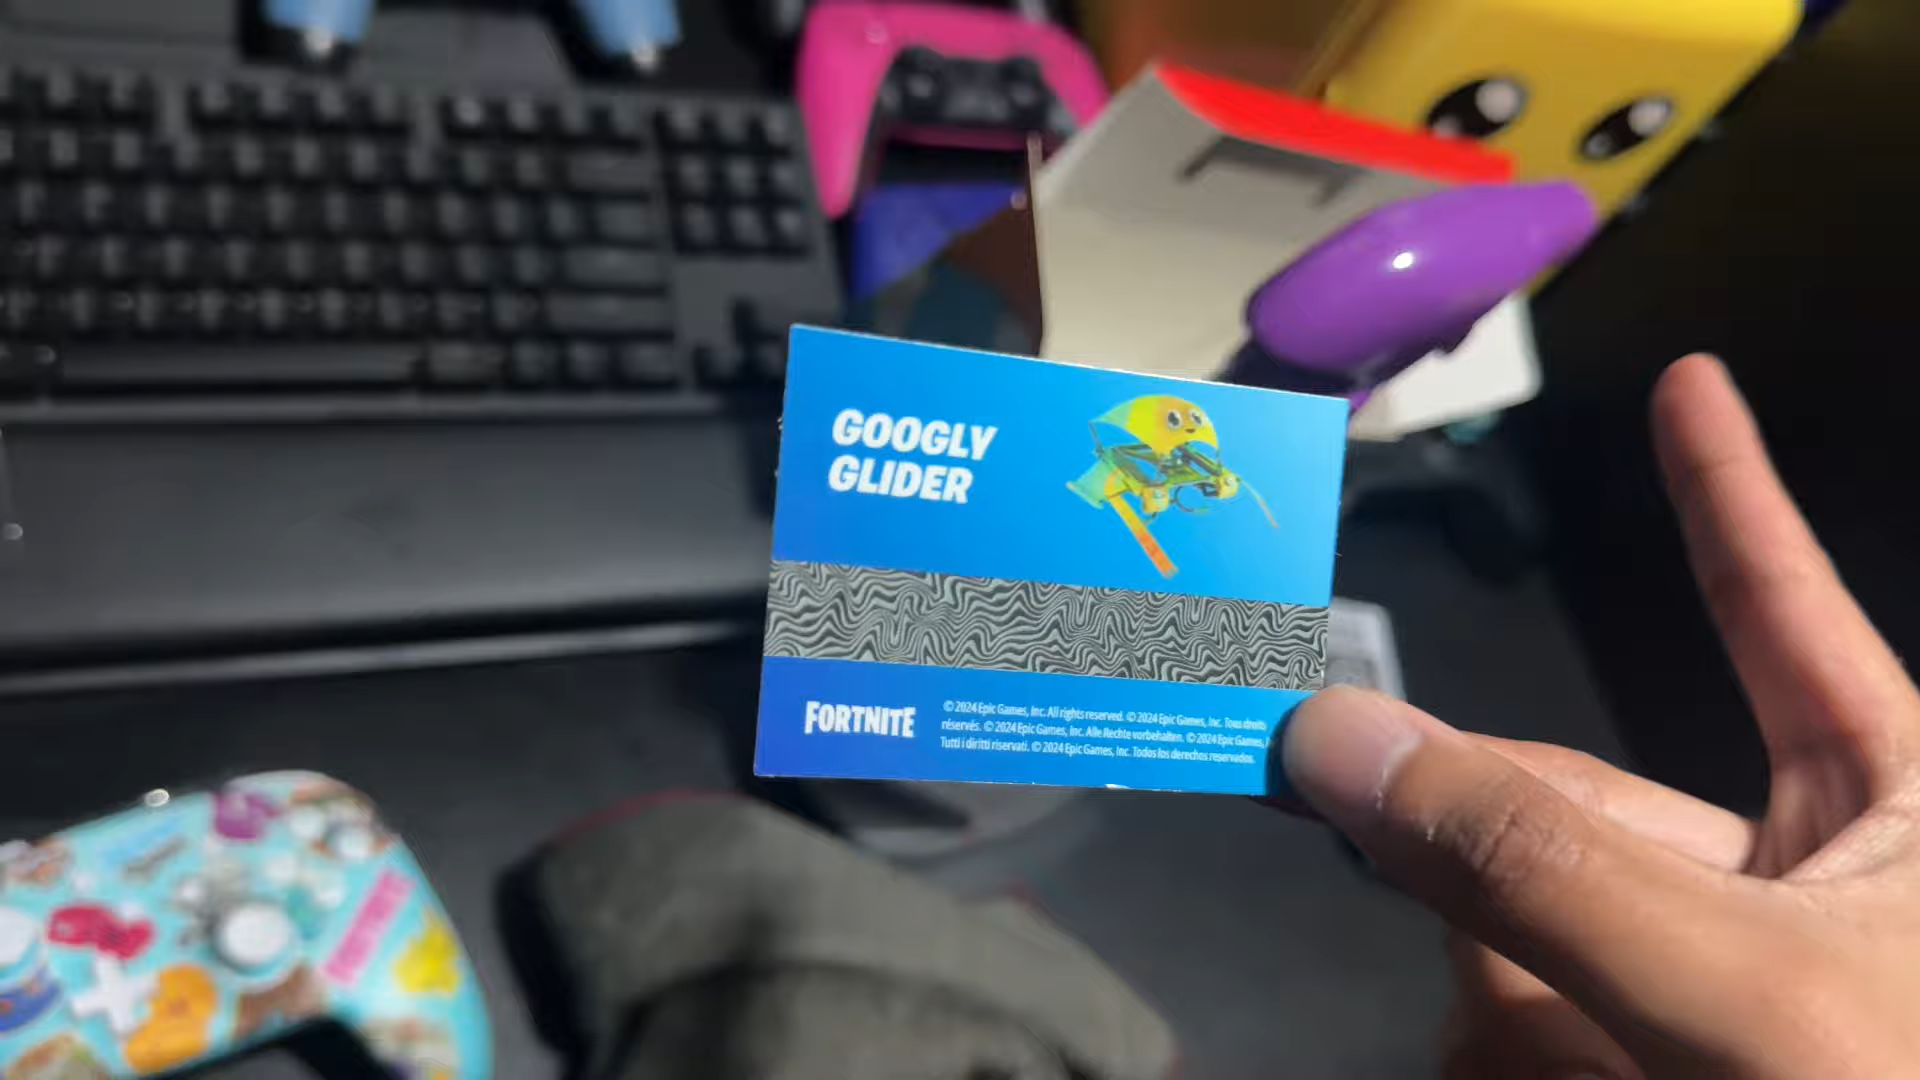 GOOGLY
GLIDER
FORTNITE
© 2024 Epic Games, Inc. All rights reserved. © 2024 Epic Games, Inc. Tous droits
réservés. © 2024 Epic Games, Inc. Alle Rechte vorbehalten. © 2024 Epic Games,
Tutti i diritti riservati. © 2024 Epic Games, Inc. Todos los derechos reservados.